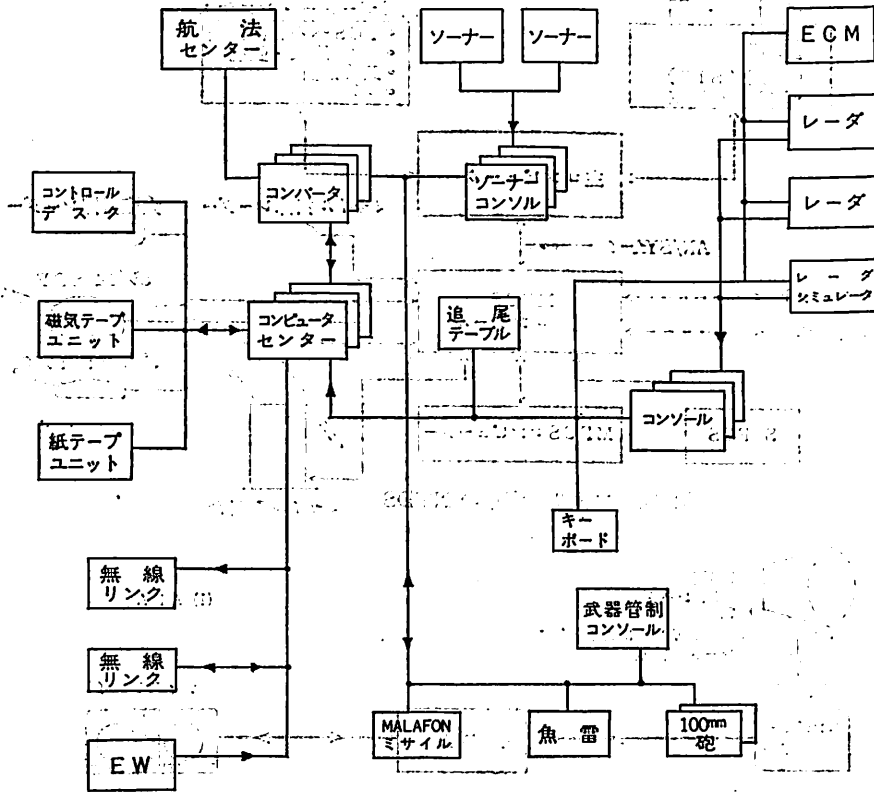 航法
センター
ソーナー
ソーナー
ECM
レーダ
コンバータ
ソーナー
コンソル
レーダ
コントロール
デスク
レーダ
シミュレータ
磁気テープ
ユニット
コンピュータ
センター
追尾
テーブル
コンソール
紙テープ
ユニット
キー
ボード
無線
リンク
武器管制
コンソール
無線
リンク
MALAFON
ミサイル
魚雷
100mm
砲
EW